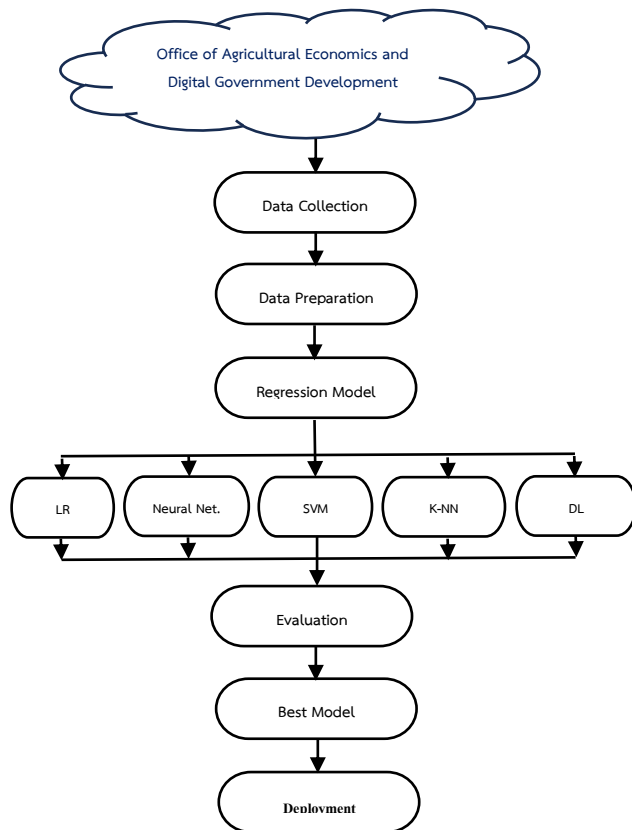 Office of Agricultural Economics and
Digital Government Development
Data Collection
Data Preparation
Regression Model
LR
Neural Net.
SVM
K-NN
DL
Evaluation
Best Model
Deployment